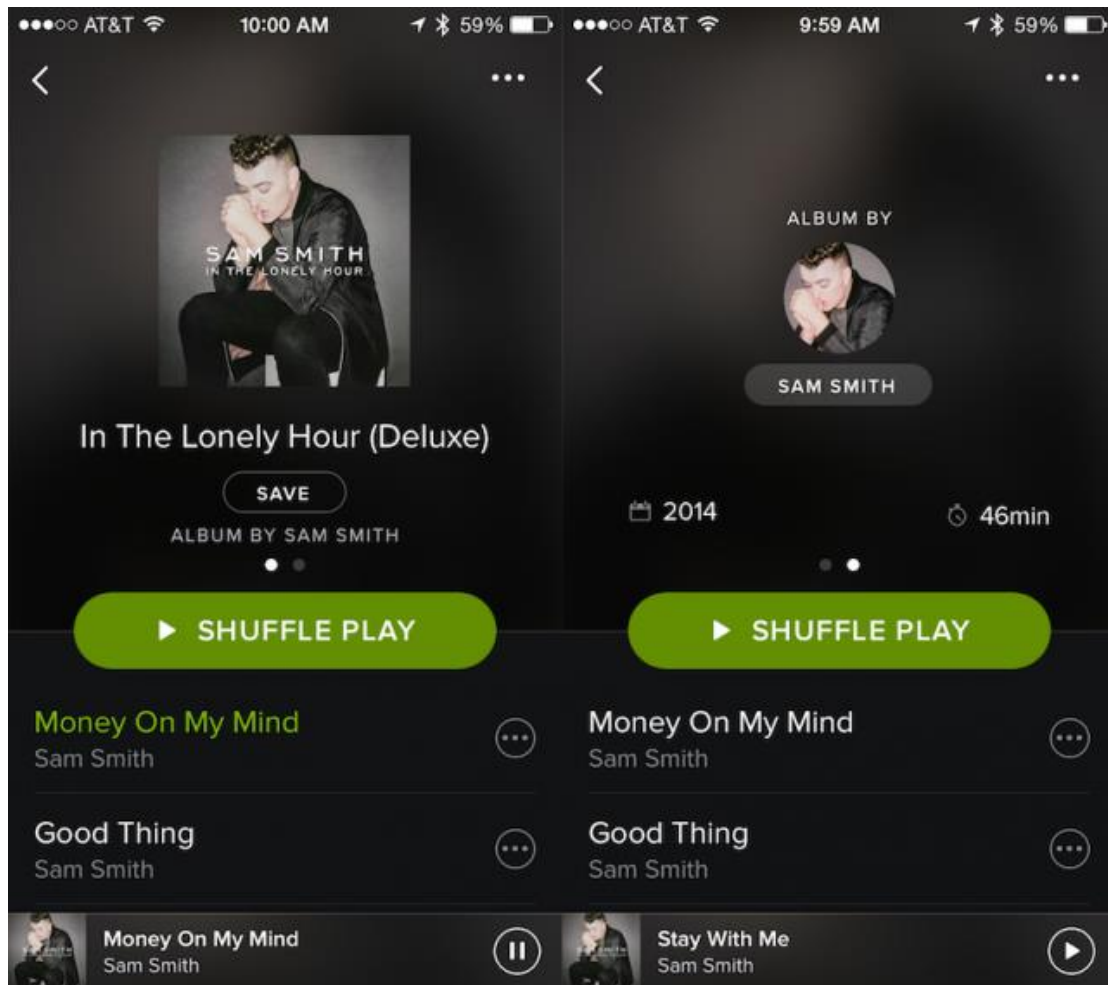 AT&T 10:00 AM 59%
SAM SMITH
IN THE LONELY HOUR
In The Lonely Hour (Deluxe)
SAVE
ALBUM BY SAM SMITH
SHUFFLE PLAY
Money On My Mind
Sam Smith
Good Thing
Sam Smith
Money On My Mind
Sam Smith
AT&T 9:59 AM 59%
ALBUM BY
SAM SMITH
2014 46min
SHUFFLE PLAY
Money On My Mind
Sam Smith
Good Thing
Sam Smith
Stay With Me
Sam Smith